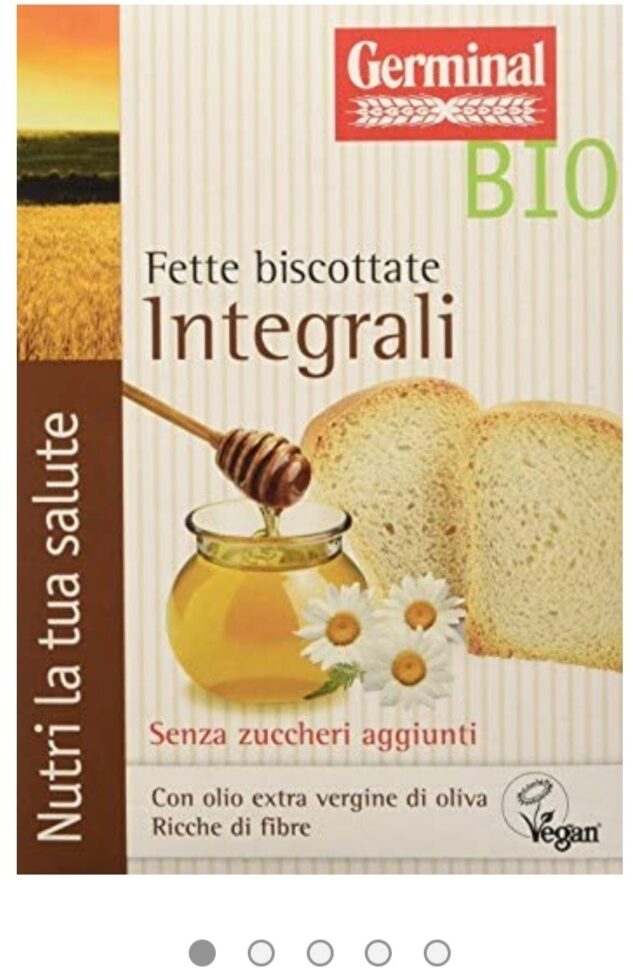 Germinal
BIO
Fette biscottate
Integrali
Nutri la tua salute
Senza zuccheri aggiunti
Con olio extra vergine di oliva
Ricche di fibre
Vegan